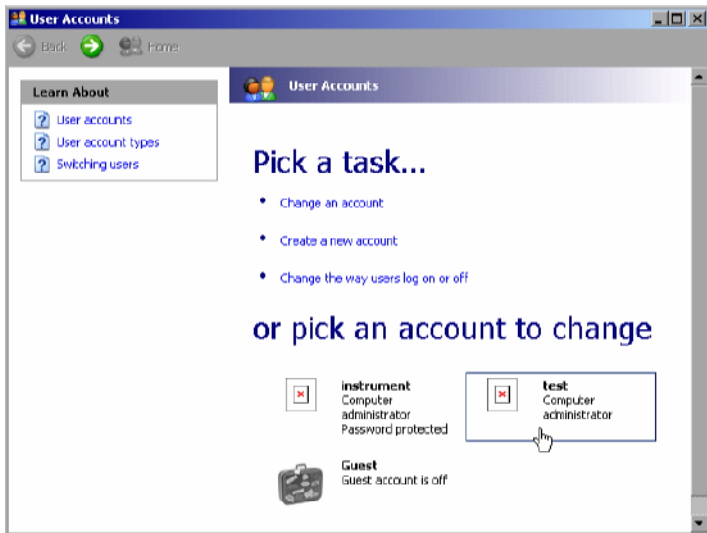 User Accounts
Back Home
Learn About
User accounts
User account types
Switching users
User Accounts
Pick a task...
Change an account
Create a new account
Change the way users log on or off
or pick an account to change
instrument
Computer
administrator
Password protected
test
Computer
administrator
Guest
Guest account is off